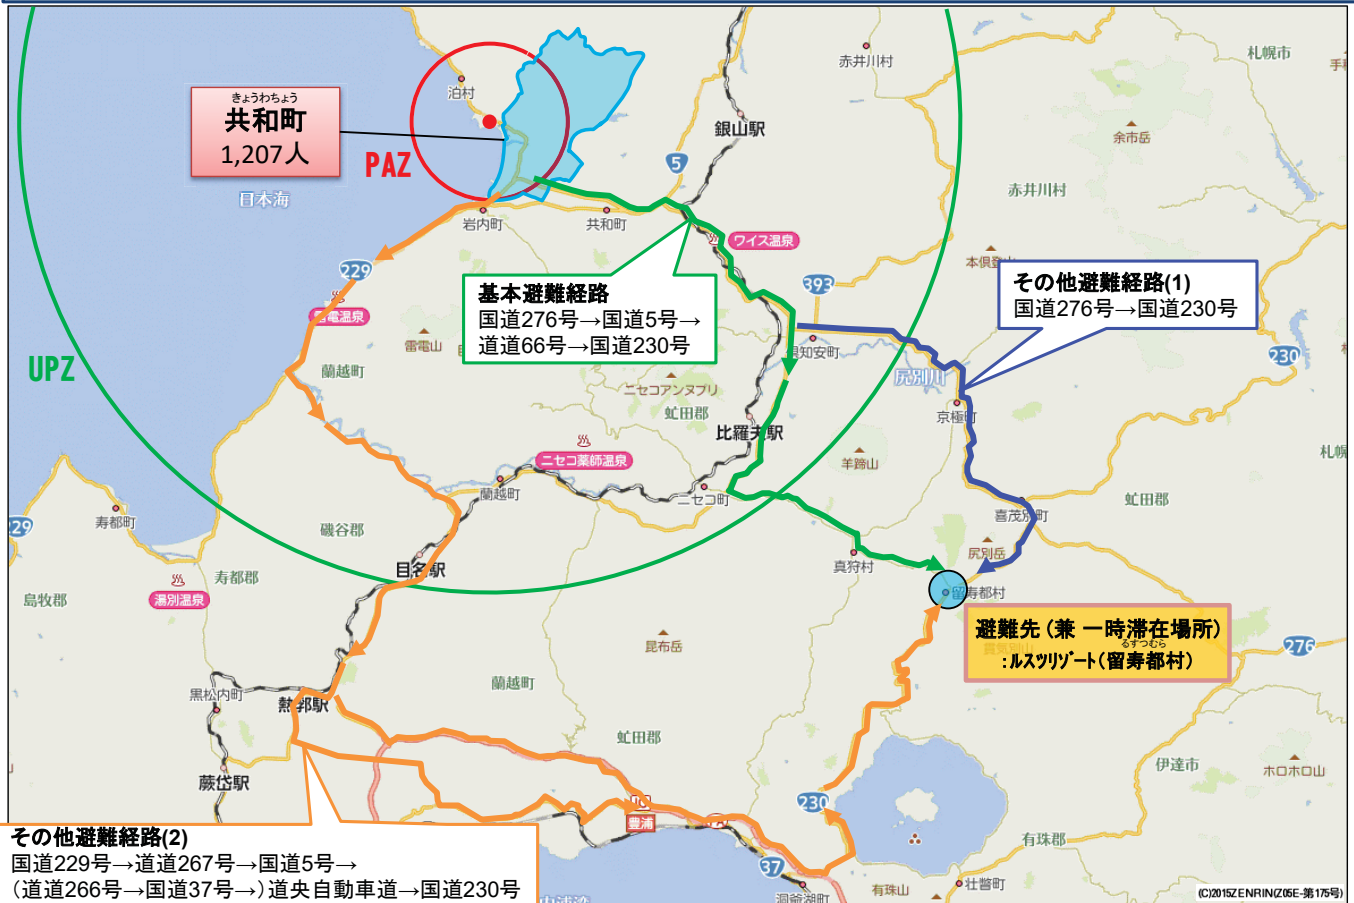 きょうわちょう
共和町
1,207人
PAZ
UPZ
泊村
日本海
岩内町
共和町
銀山駅
5
赤井川村
札幌市
余市岳
赤井川村
ワイス温泉
229
393
基本避難経路
国道276号→国道5号→
道道66号→国道230号
その他避難経路(1)
国道276号→国道230号
230
雷電山
蘭越町
倶知安町
尻別川
京極町
ニセコアンヌプリ
虻田郡
比羅夫駅
羊蹄山
ニセコ薬師温泉
蘭越町
ニセコ町
虻田郡
喜茂別町
尻別岳
真狩村
留寿都村
229
寿都町
磯谷郡
目名駅
寿都郡
湯別温泉
島牧郡
避難先（兼 一時滞在場所）
るすつむら
：ルスツリゾート（留寿都村）
276
昆布岳
蘭越町
黒松内町
熱郛駅
虻田郡
蕨岱駅
豊浦
230
37
伊達市
ホロホロ山
有珠郡
有珠山
壮瞥町
洞爺湖町
その他避難経路(2)
国道229号→道道267号→国道5号→
（道道266号→国道37号→）道央自動車道→国道230号
(C)2015ZENRIN(Z05E-第175号)